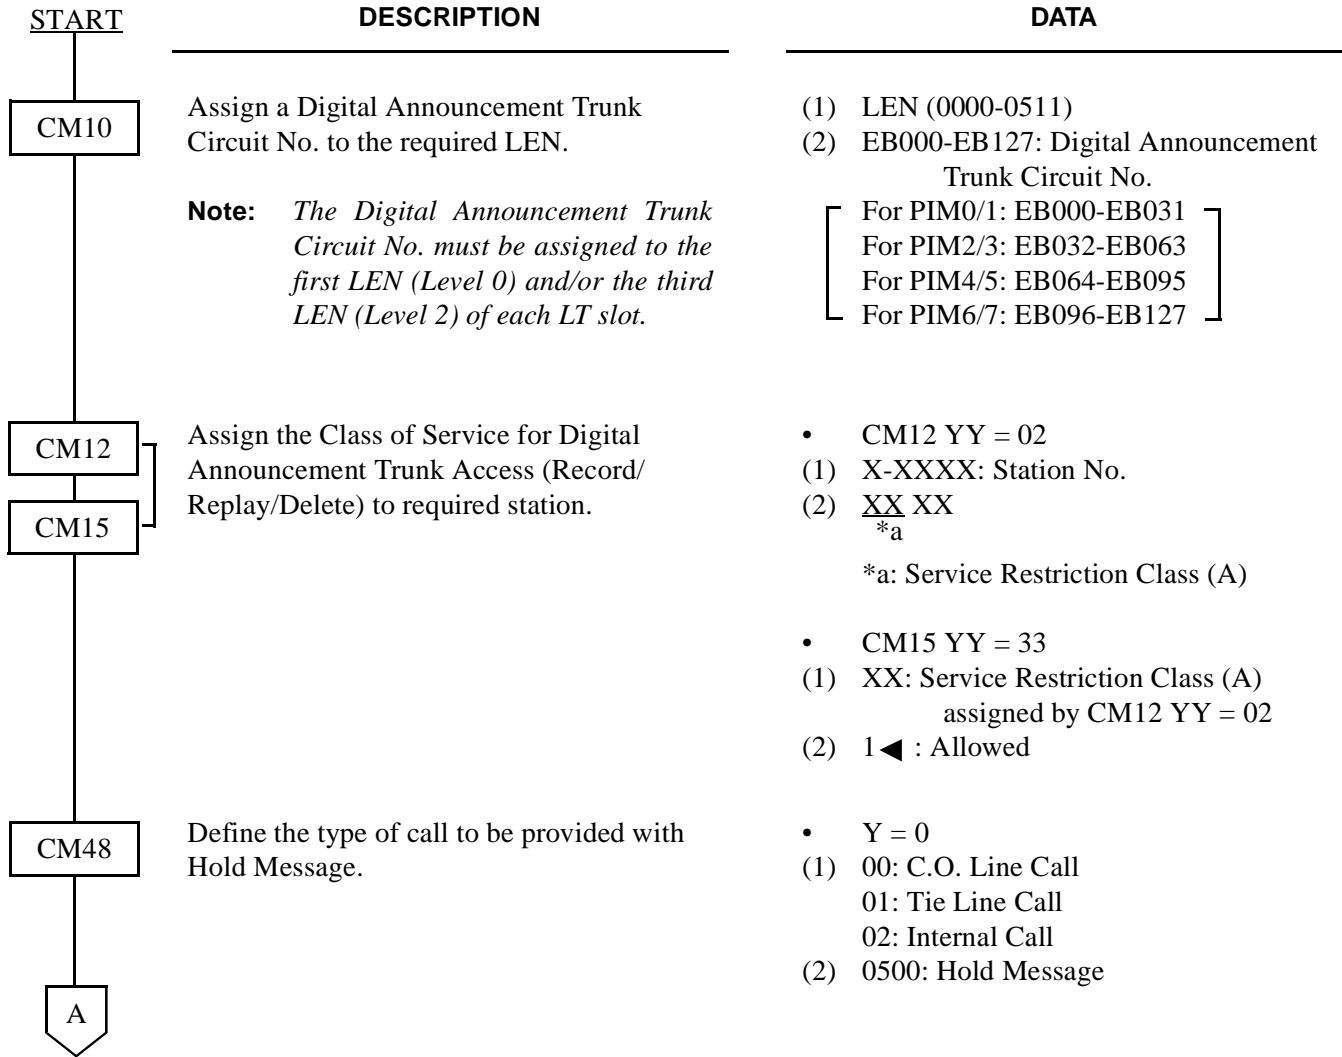 START
DESCRIPTION
DATA
CM10
Assign a Digital Announcement Trunk
Circuit No. to the required LEN.
Note: The Digital Announcement Trunk
Circuit No. must be assigned to the
first LEN (Level 0) and/or the third
LEN (Level 2) of each LT slot.
(1) LEN (0000-0511)
(2) EB000-EB127: Digital Announcement
Trunk Circuit No.
For PIM0/1: EB000-EB031
For PIM2/3: EB032-EB063
For PIM4/5: EB064-EB095
For PIM6/7: EB096-EB127
CM12
CM15
Assign the Class of Service for Digital
Announcement Trunk Access (Record/
Replay/Delete) to required station.
• CM12 YY = 02
(1) X-XXXX: Station No.
(2) XX XX
*a
*a: Service Restriction Class (A)
• CM15 YY = 33
(1) XX: Service Restriction Class (A)
assigned by CM12 YY = 02
(2) 1◄ : Allowed
CM48
Define the type of call to be provided with
Hold Message.
• Y = 0
(1) 00: C.O. Line Call
01: Tie Line Call
02: Internal Call
(2) 0500: Hold Message
A